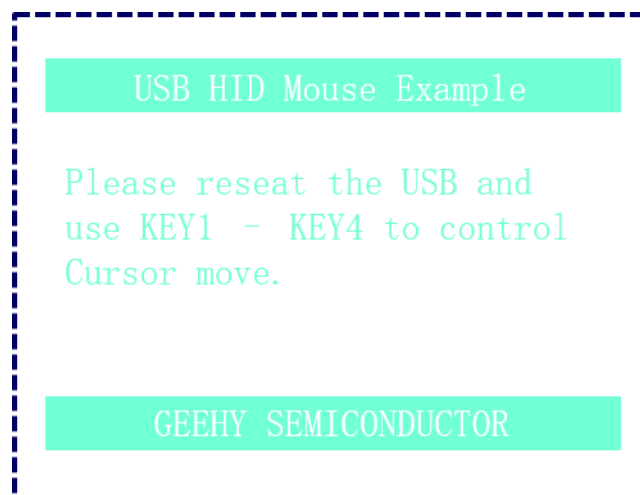 USB HID Mouse Example
Please reseat the USB and
use KEY1 - KEY4 to control
Cursor move.
GEEHY SEMICONDUCTOR